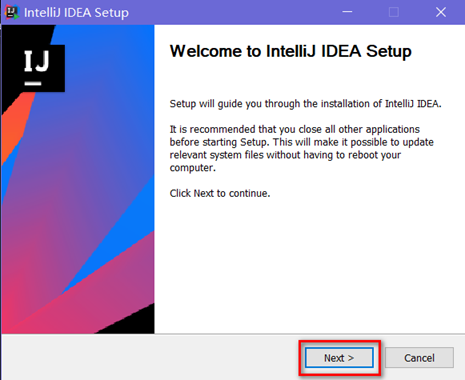 IntelliJ IDEA Setup
IJ
Welcome to IntelliJ IDEA Setup
Setup will guide you through the installation of IntelliJ IDEA.
It is recommended that you close all other applications
before starting Setup. This will make it possible to update
relevant system files without having to reboot your
computer.
Click Next to continue.
Next >
Cancel